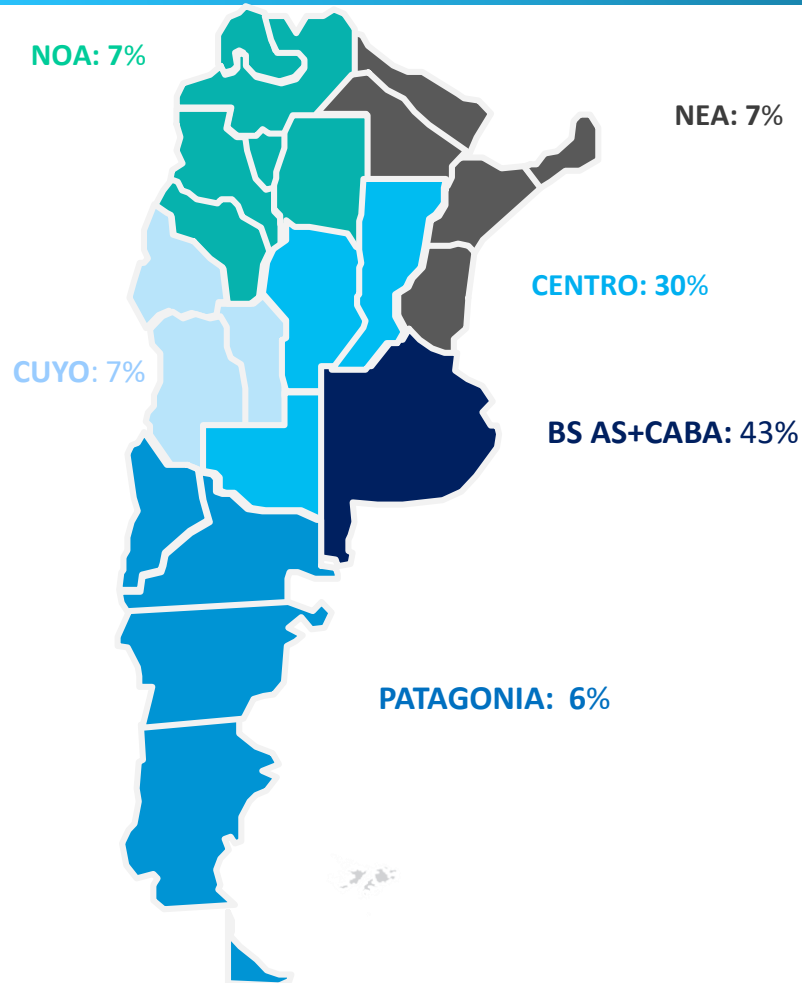 NOA: 7%
NEA: 7%
CENTRO: 30%
CUYO: 7%
BS AS+CABA: 43%
PATAGONIA: 6%